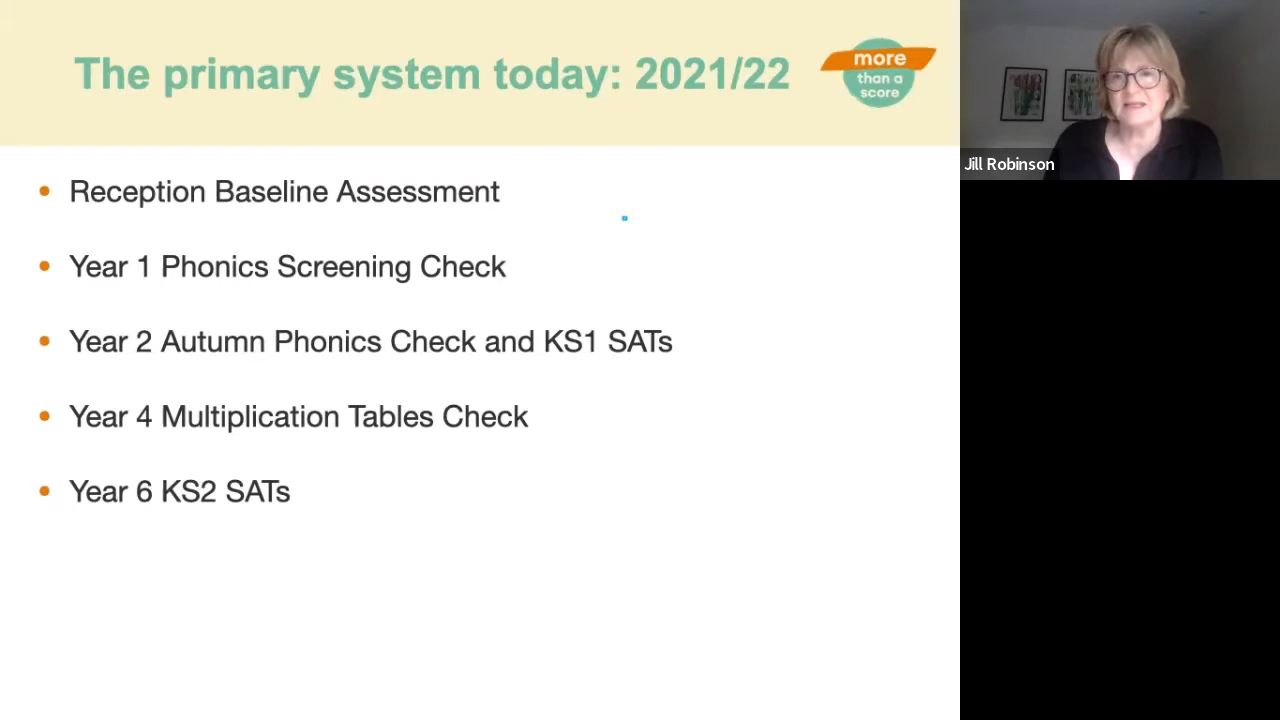 The primary system today: 2021/22
more
than a
score
Jill Robinson
• Reception Baseline Assessment
• Year 1 Phonics Screening Check
• Year 2 Autumn Phonics Check and KS1 SATs
• Year 4 Multiplication Tables Check
• Year 6 KS2 SATs